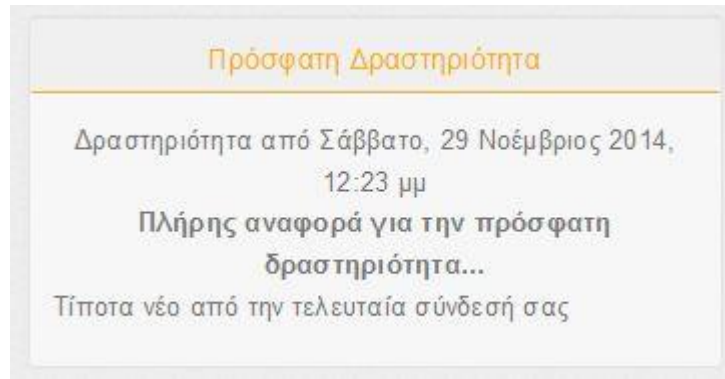 Πρόσφατη Δραστηριότητα
Δραστηριότητα από Σάββατο, 29 Νοέμβριος 2014,
12:23 μμ
Πλήρης αναφορά για την πρόσφατη
δραστηριότητα...
Τίποτα νέο από την τελευταία σύνδεσή σας